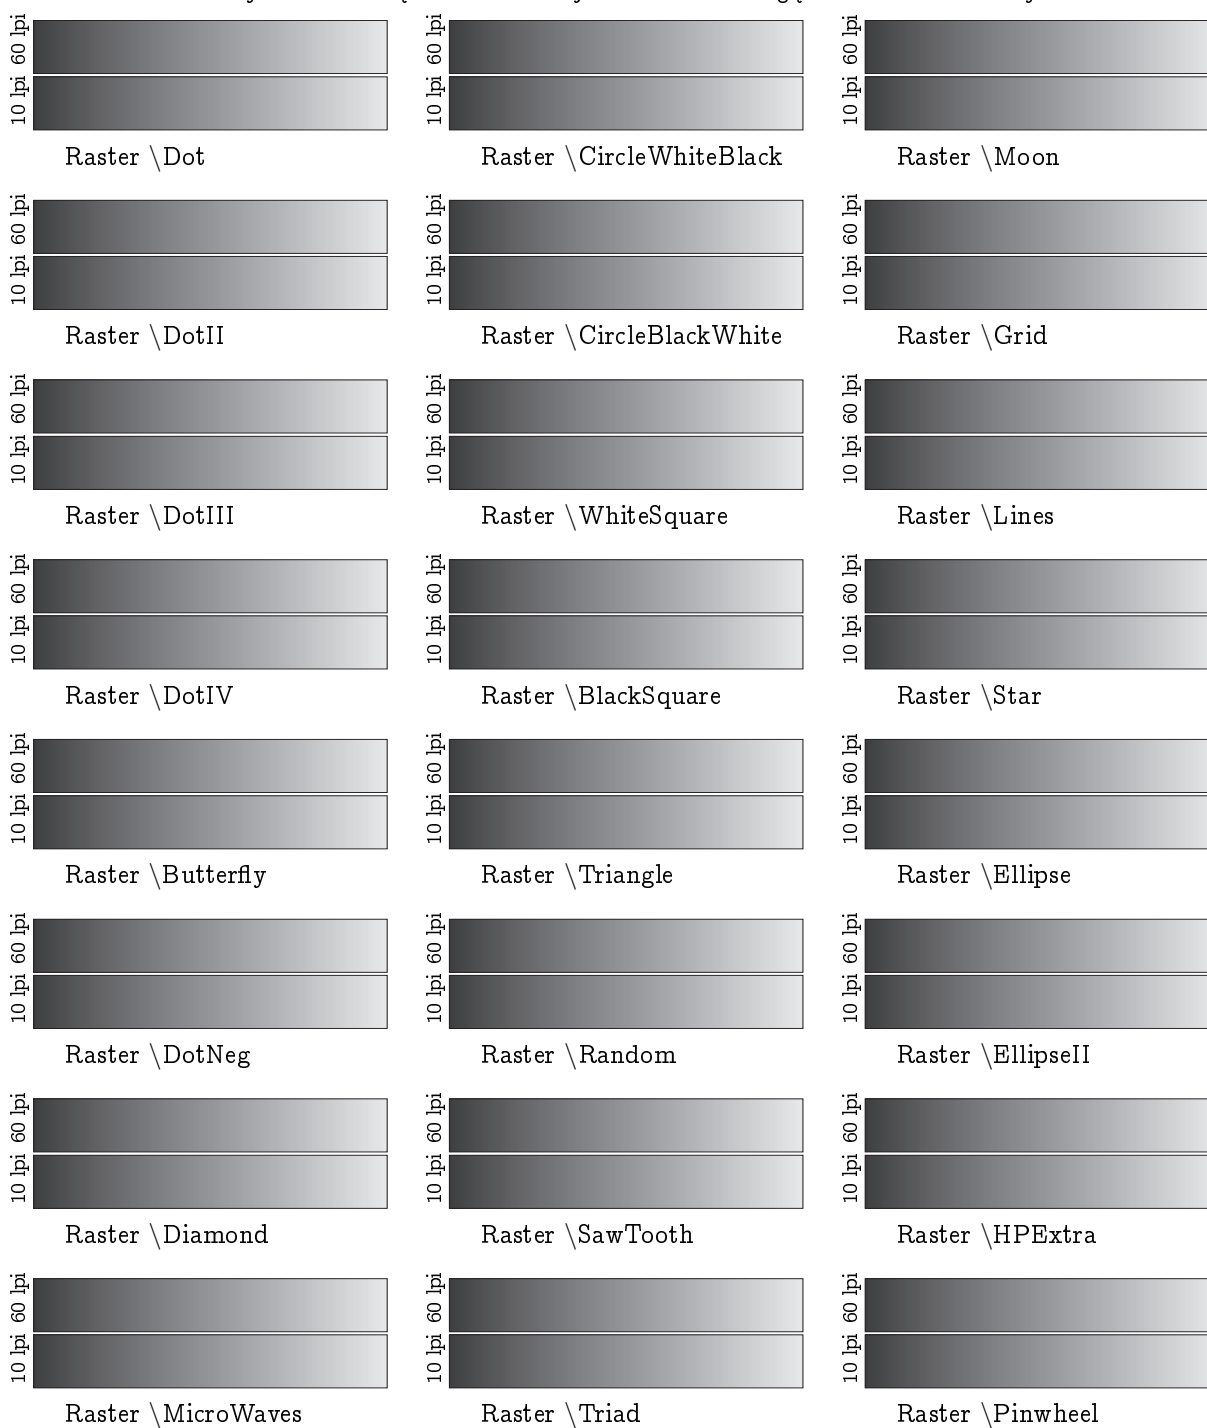 60 lpi 60 lpi 60 lpi
10 lpi 10 lpi 10 lpi
Raster \Dot Raster \CircleWhiteBlack Raster \Moon
60 lpi 60 lpi 60 lpi
10 lpi 10 lpi 10 lpi
Raster \DotII Raster \CircleBlackWhite Raster \Grid
60 lpi 60 lpi 60 lpi
10 lpi 10 lpi 10 lpi
Raster \DotIII Raster \WhiteSquare Raster \Lines
60 lpi 60 lpi 60 lpi
10 lpi 10 lpi 10 lpi
Raster \DotIV Raster \BlackSquare Raster \Star
60 lpi 60 lpi 60 lpi
10 lpi 10 lpi 10 lpi
Raster \Butterfly Raster \Triangle Raster \Ellipse
60 lpi 60 lpi 60 lpi
10 lpi 10 lpi 10 lpi
Raster \DotNeg Raster \Random Raster \EllipseII
60 lpi 60 lpi 60 lpi
10 lpi 10 lpi 10 lpi
Raster \Diamond Raster \SawTooth Raster \HPExtra
60 lpi 60 lpi 60 lpi
10 lpi 10 lpi 10 lpi
Raster \MicroWaves Raster \Triad Raster \Pinwheel